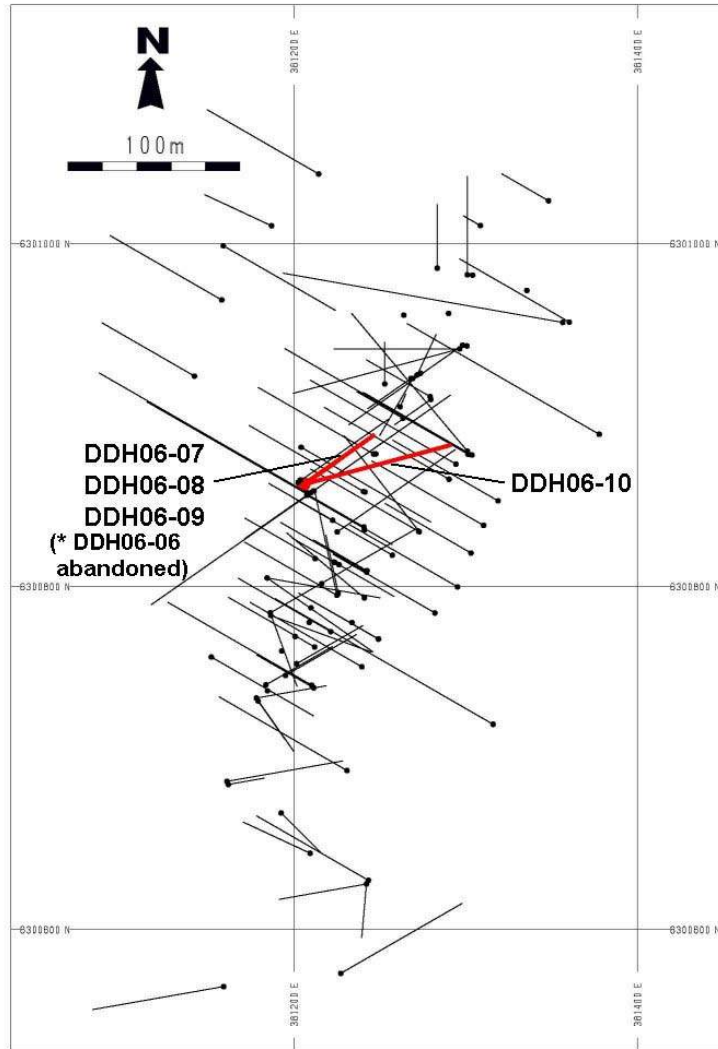 381200 E
381400 E
N
100m
6301000 N
6301000 N
DDH06-07
DDH06-08
DDH06-09
(* DDH06-06
abandoned)
DDH06-10
6300800 N
6300800 N
6300600 N
6300600 N
381200 E
381400 E